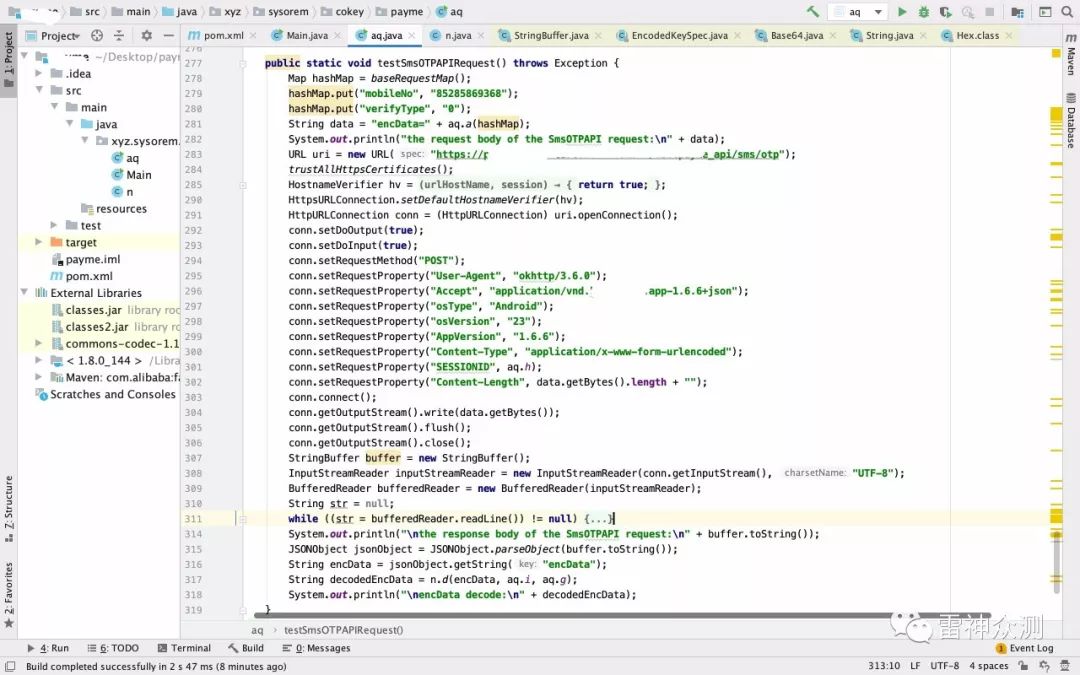 src main java xyz sysorem cokey payme aq
aq
Project
pom.xml Main.java aq.java n.java StringBuffer.java EncodedKeySpec.java Base64.java String.java Hex.class
1: Project
~/Desktop/payn
.idea
src
main
java
xyz.sysorem.
aq
Main
n
resources
test
target
payme.iml
pom.xml
External Libraries
classes.jar library roo
classes2.jar library ro
commons-codec-1.1
< 1.8.0_144 > /Libra
Maven: com.alibaba:fa
Scratches and Consoles
Z: Structure
2: Favorites
Maven
Database
276
277 public static void testSmsOTPAPIRequest() throws Exception {
278 Map hashMap = baseRequestMap();
279 hashMap.put("mobileNo", "85285869368");
280 hashMap.put("verifyType", "0");
281 String data = "encData=" + aq.a(hashMap);
282 System.out.println("the request body of the SmsOTPAPI request:\n" + data);
283 URL uri = new URL( spec: "https://p a_api/sms/otp");
284 trustAllHttpsCertificates();
285 HostnameVerifier hv = (urlHostName, session) → { return true; };
290 HttpsURLConnection.setDefaultHostnameVerifier(hv);
291 HttpURLConnection conn = (HttpURLConnection) uri.openConnection();
292 conn.setDoOutput(true);
293 conn.setDoInput(true);
294 conn.setRequestMethod("POST");
295 conn.setRequestProperty("User-Agent", "okhttp/3.6.0");
296 conn.setRequestProperty("Accept", "application/vnd. .app-1.6.6+json");
297 conn.setRequestProperty("osType", "Android");
298 conn.setRequestProperty("osVersion", "23");
299 conn.setRequestProperty("AppVersion", "1.6.6");
300 conn.setRequestProperty("Content-Type", "application/x-www-form-urlencoded");
301 conn.setRequestProperty("SESSIONID", aq.h);
302 conn.setRequestProperty("Content-Length", data.getBytes().length + "");
303 conn.connect();
304 conn.getOutputStream().write(data.getBytes());
305 conn.getOutputStream().flush();
306 conn.getOutputStream().close();
307 StringBuffer buffer = new StringBuffer();
308 InputStreamReader inputStreamReader = new InputStreamReader(conn.getInputStream(), charsetName: "UTF-8");
309 BufferedReader bufferedReader = new BufferedReader(inputStreamReader);
310 String str = null;
311 while ((str = bufferedReader.readLine()) != null) {...}
314 System.out.println("\nthe response body of the SmsOTPAPI request:\n" + buffer.toString());
315 JSONObject jsonObject = JSONObject.parseObject(buffer.toString());
316 String encData = jsonObject.getString( key: "encData");
317 String decodedEncData = n.d(encData, aq.i, aq.g);
318 System.out.println("\nencData decode:\n" + decodedEncData);
319 }
aq › testSmsOTPAPIRequest()
雷神众测
4: Run 6: TODO Terminal Build 0: Messages 1 Event Log
Build completed successfully in 2 s 47 ms (8 minutes ago) 313:10 LF UTF-8 4 spaces